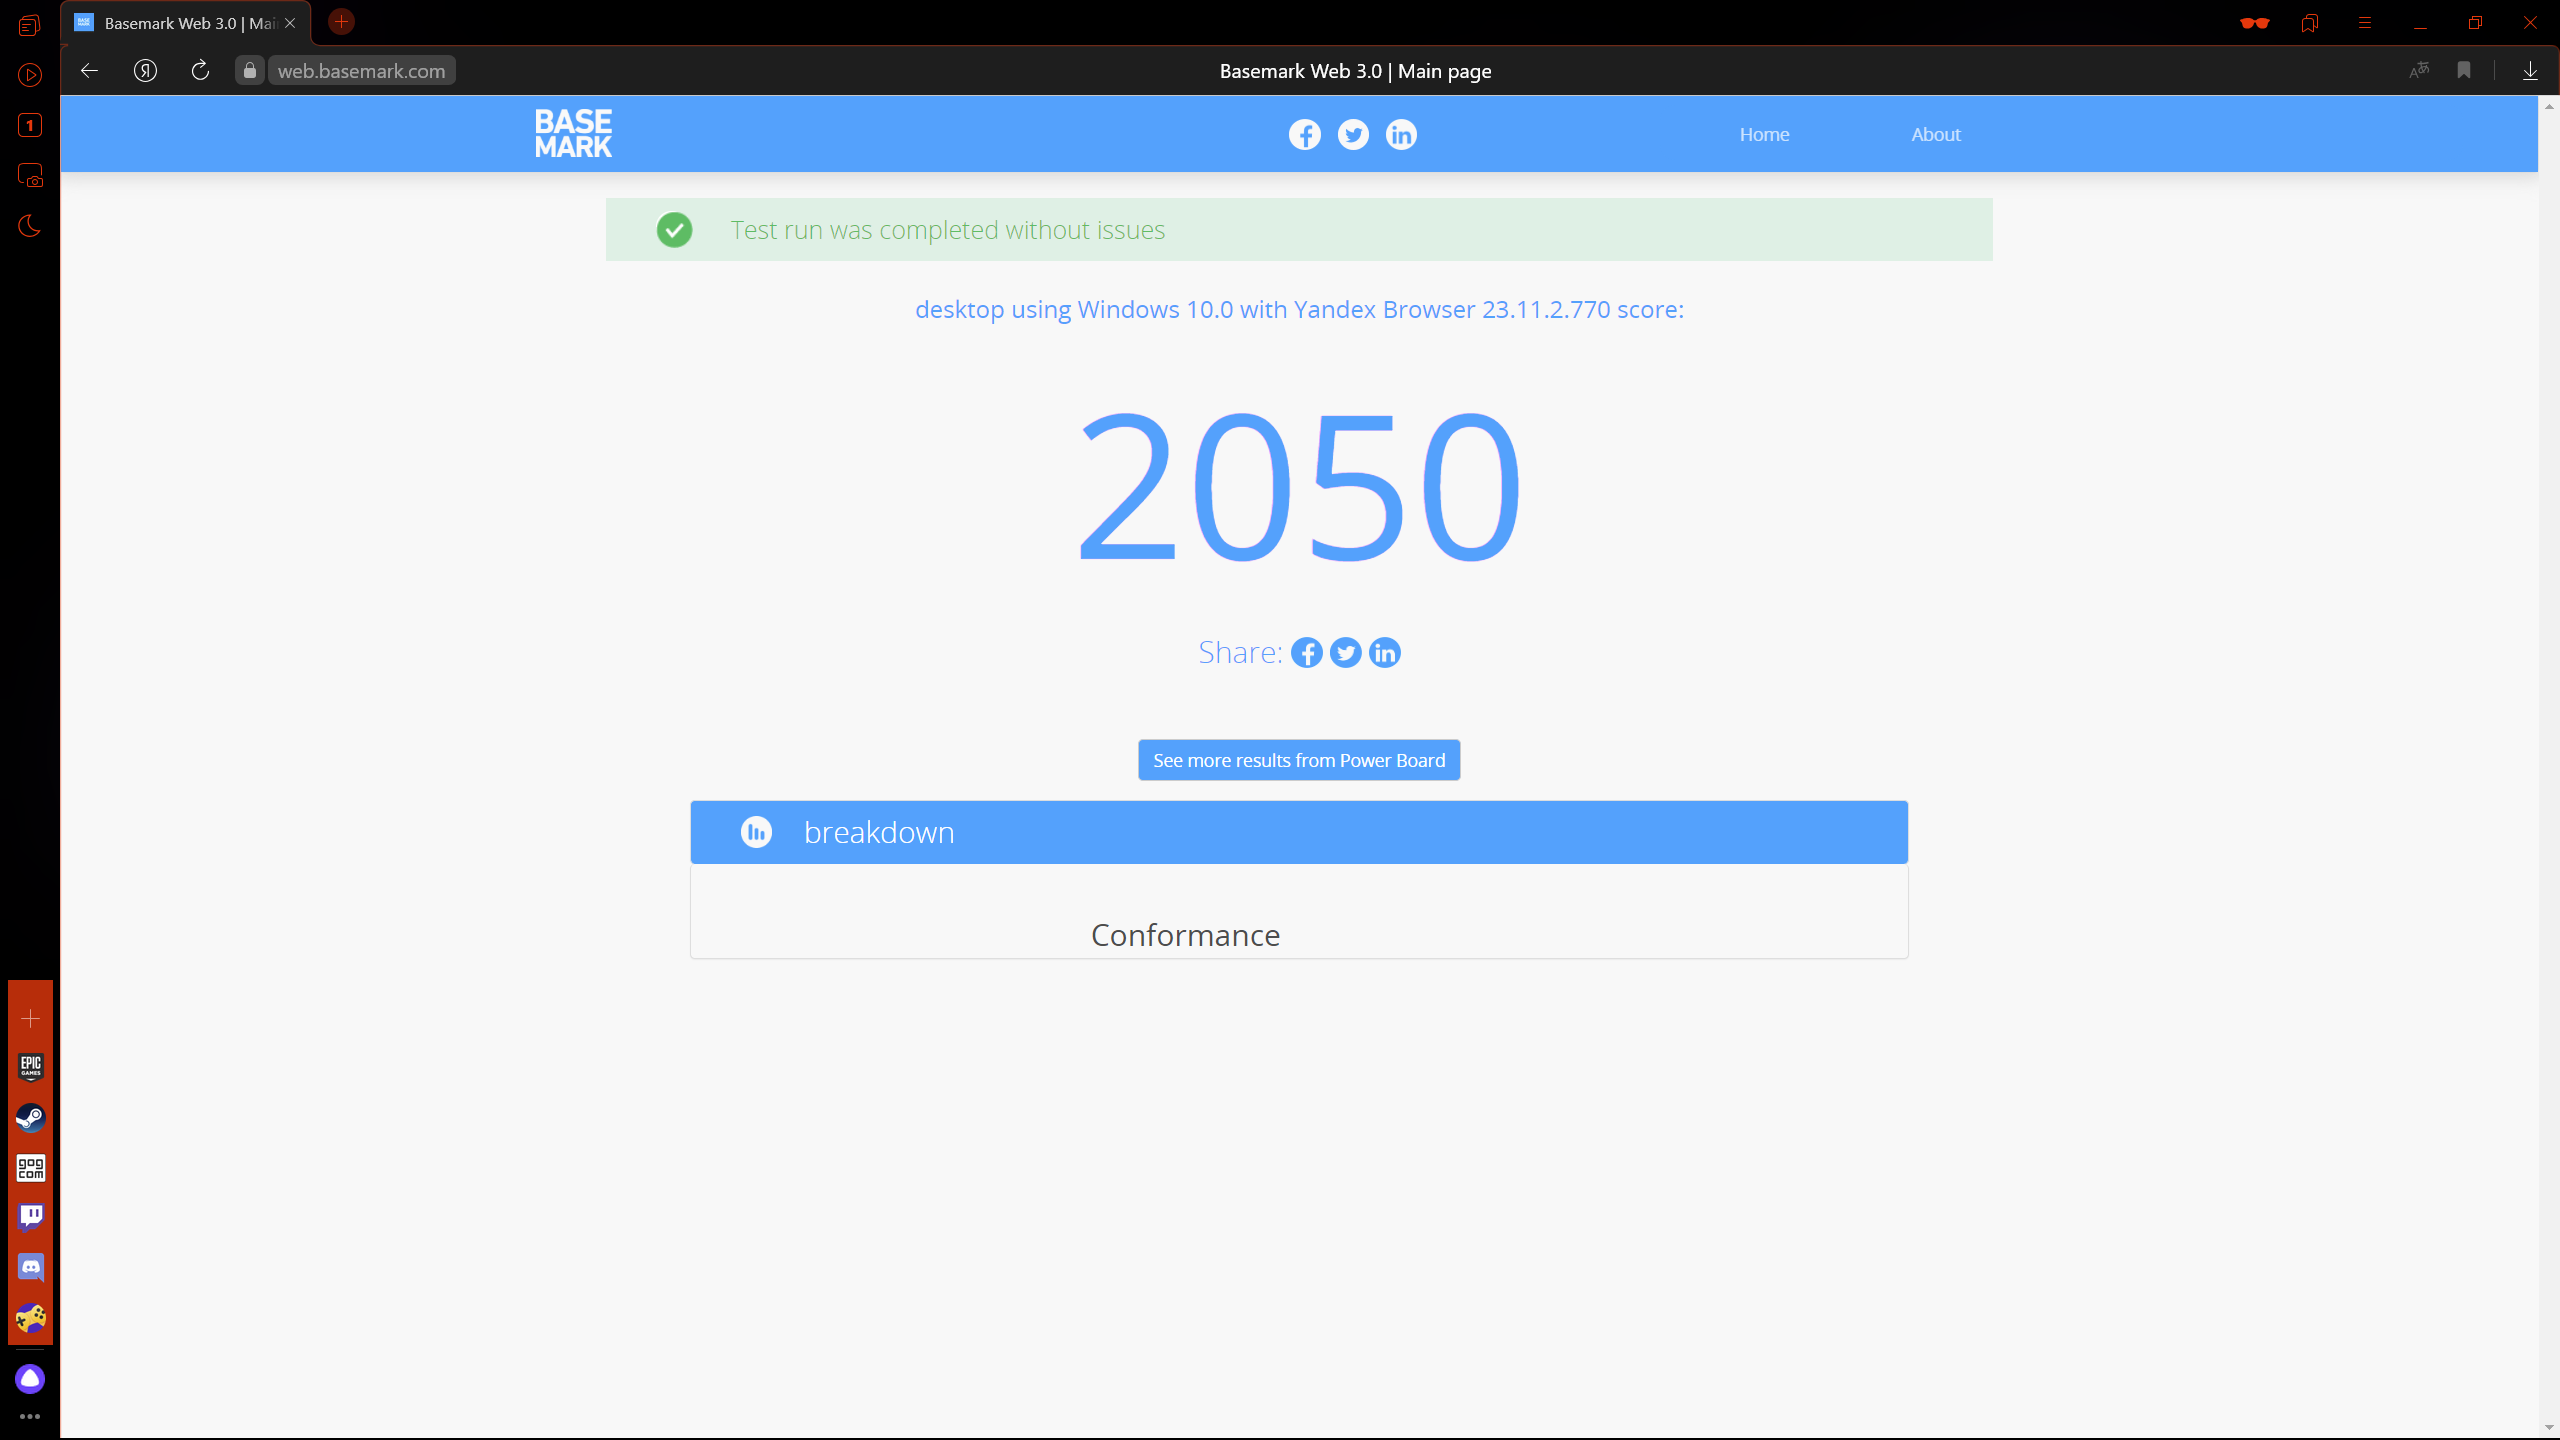 Basemark Web 3.0 | Mai
1
Я
web.basemark.com
Basemark Web 3.0 | Main page
BASE
MARK
Home
About
Test run was completed without issues
desktop using Windows 10.0 with Yandex Browser 23.11.2.770 score:
2050
Share:
See more results from Power Board
breakdown
Conformance
EPIC
GAMES
gog
com